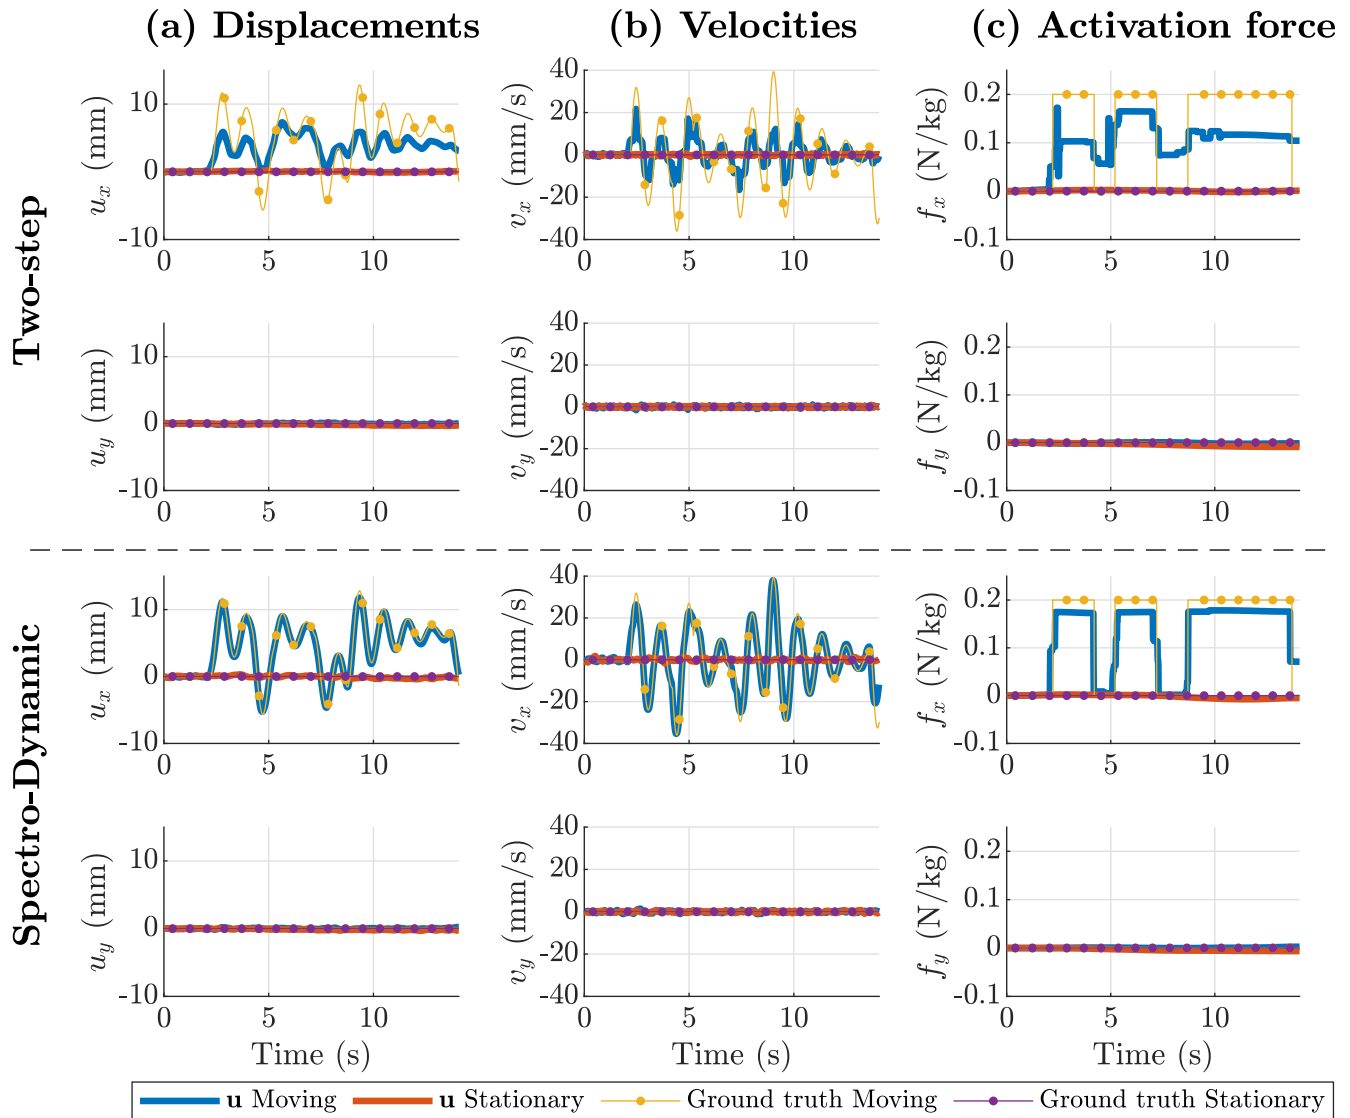 (a) Displacements (b) Velocities (c) Activation force
Two-step
u_x (mm)
10
0
-10
0 5 10
v_x (mm/s)
40
20
0
-20
-40
0 5 10
f_x (N/kg)
0.2
0.1
0
-0.1
0 5 10
u_y (mm)
10
0
-10
0 5 10
v_y (mm/s)
40
20
0
-20
-40
0 5 10
f_y (N/kg)
0.2
0.1
0
-0.1
0 5 10
Spectro-Dynamic
u_x (mm)
10
0
-10
0 5 10
v_x (mm/s)
40
20
0
-20
-40
0 5 10
f_x (N/kg)
0.2
0.1
0
-0.1
0 5 10
u_y (mm)
10
0
-10
0 5 10
Time (s)
v_y (mm/s)
40
20
0
-20
-40
0 5 10
Time (s)
f_y (N/kg)
0.2
0.1
0
-0.1
0 5 10
Time (s)
u Moving u Stationary Ground truth Moving Ground truth Stationary